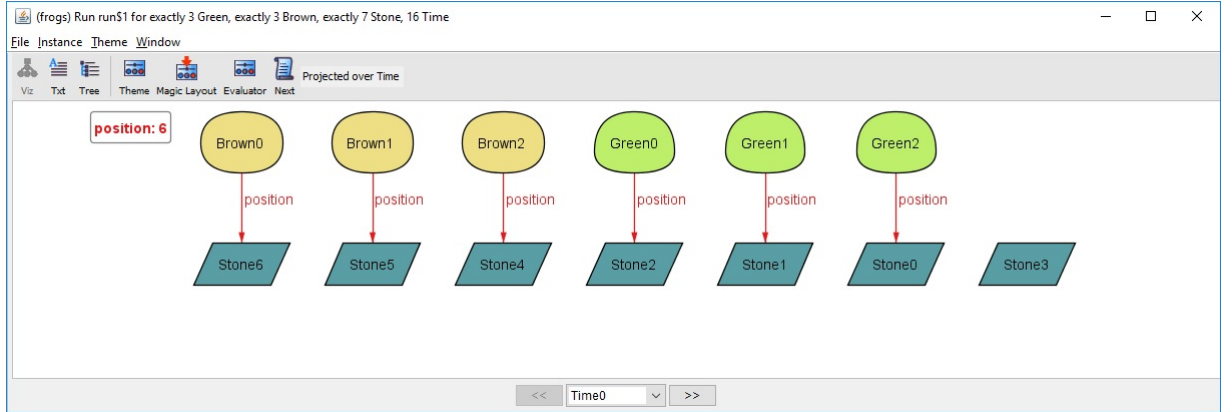 (frogs) Run run$1 for exactly 3 Green, exactly 3 Brown, exactly 7 Stone, 16 Time
File Instance Theme Window
Viz Txt Tree Theme Magic Layout Evaluator Next Projected over Time
position: 6 Brown0 Brown1 Brown2 Green0 Green1 Green2
position position position position position position
Stone6 Stone5 Stone4 Stone2 Stone1 Stone0 Stone3
<< Time0 >>